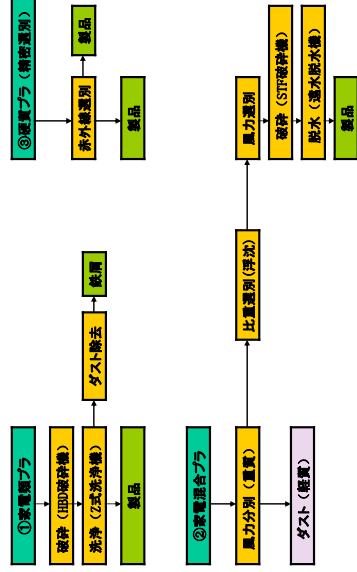 ①家電類プラ
破砕（HBD破砕機）
洗浄（Z式洗浄機）
製品
ダスト除去
鉄屑
③硬質プラ（精密選別）
赤外線選別
製品
製品
②家電混合プラ
風力分別（重質）
ダスト（軽質）
比重選別(浮沈)
風力選別
破砕（STF破砕機）
脱水（遠水脱水機）
製品